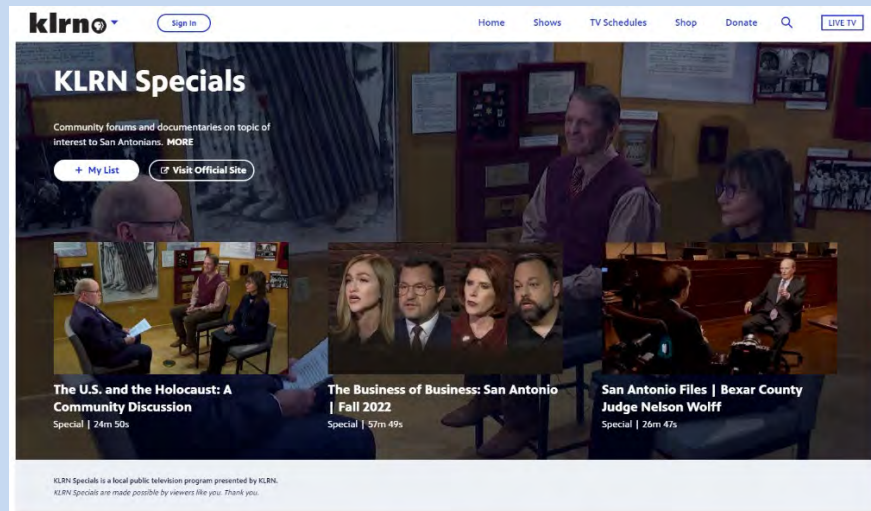 klrn
Sign In
Home
Shows
TV Schedules
Shop
Donate
LIVE TV
KLRN Specials
Community forums and documentaries on topic of
interest to San Antonians. MORE
+ My List
Visit Official Site
The U.S. and the Holocaust: A
Community Discussion
Special | 24m 50s
The Business of Business: San Antonio
| Fall 2022
Special | 57m 49s
San Antonio Files | Bexar County
Judge Nelson Wolff
Special | 26m 47s
KLRN Specials is a local public television program presented by KLRN.
KLRN Specials are made possible by viewers like you. Thank you.